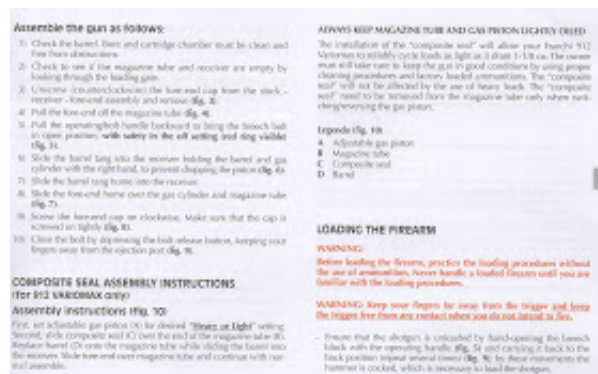 Assemble the gun as follows:
1) Check the barrel. Bore and cartridge chamber must be clean and
free from obstructions.
2) Check to see if the magazine tube and receiver are empty by
looking through the loading gate.
3) Unscrew (counterclockwise) the fore-end cap from the stock -
receiver - fore-end assembly and remove (fig. 3).
4) Pull the fore-end off the magazine tube (fig. 4).
5) Pull the operating bolt handle backward to bring the breech bolt
in open position, with safety in the off setting (red ring visible)
(fig. 5).
6) Slide the barrel tang into the receiver holding the barrel and gas
cylinder with the right hand, to prevent dropping the piston (fig. 6).
7) Slide the barrel tang home into the receiver.
8) Slide the fore-end home over the gas cylinder and magazine tube
(fig. 7).
9) Screw the fore-end cap on clockwise. Make sure that the cap is
screwed on tightly (fig. 8).
10) Close the bolt by depressing the bolt release button, keeping your
fingers away from the ejection port (fig. 9).
COMPOSITE SEAL ASSEMBLY INSTRUCTIONS
(for 912 VARIOMAX only)
Assembly instructions (fig. 10)
First, set adjustable gas piston (A) for desired "Heavy or Light" setting.
Second, slide composite seal (C) over the end of the magazine tube (B).
Replace barrel (D) onto the magazine tube while sliding the barrel into
the receiver. Slide fore-end over magazine tube and continue with nor-
mal assemble.
ALWAYS KEEP MAGAZINE TUBE AND GAS PISTON LIGHTLY OILED
The installation of the "composite seal" will allow your Franchi 912
Variomax to reliably cycle loads as light as 3 dram 1-1/8 oz. The owner
must still take care to keep the gun in good conditions by using proper
cleaning procedures and factory loaded ammunitions. The "composite
seal" will not be affected by the use of heavy loads. The "composite
seal" need to be removed from the magazine tube only when swit-
ching/reversing the gas piston.
Legenda (fig. 10)
A Adjustable gas piston
B Magazine tube
C Composite seal
D Barrel
LOADING THE FIREARM
WARNING:
Before loading the firearm, practice the loading procedures without
the use of ammunition. Never handle a loaded firearm until you are
familiar with the loading procedures.
WARNING: Keep your fingers far away from the trigger and keep
the trigger free from any contact when you do not intend to fire.
- Ensure that the shotgun is unloaded by hand-opening the breech
block with the operating handle (fig. 5) and carrying it back to the
back position (repeat several times) (fig. 9); by these movements the
hammer is cocked, which is necessary to load the shotgun.